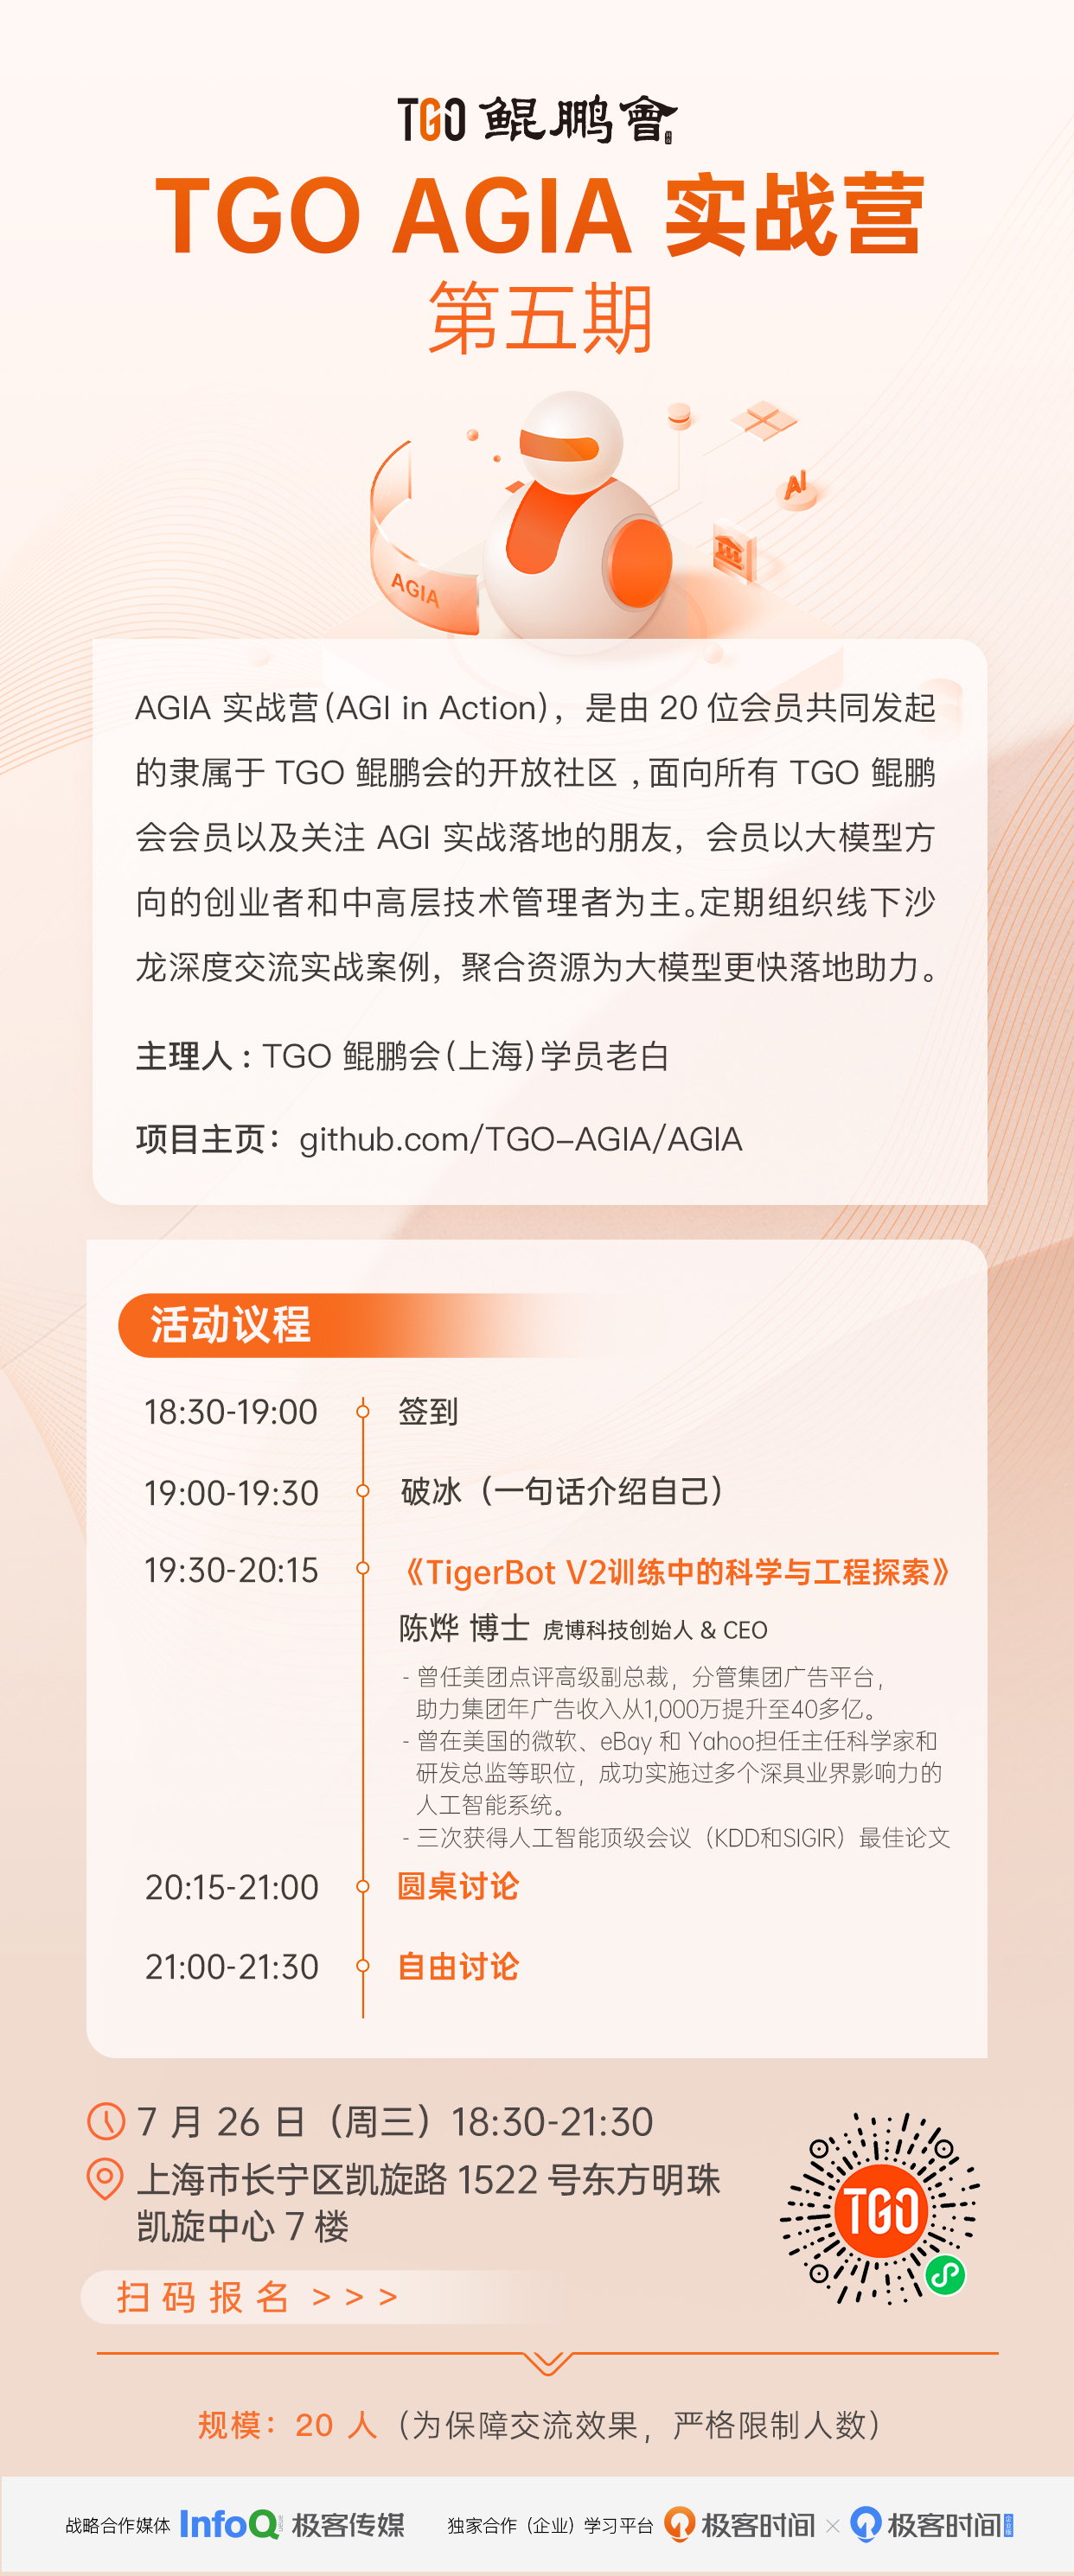 TGO 鲲鹏會
TGO AGIA 实战营
第五期
AI
AGIA
AGIA 实战营（AGI in Action），是由 20 位会员共同发起
的隶属于 TGO 鲲鹏会的开放社区 ，面向所有 TGO 鲲鹏
会会员以及关注 AGI 实战落地的朋友，会员以大模型方
向的创业者和中高层技术管理者为主。定期组织线下沙
龙深度交流实战案例，聚合资源为大模型更快落地助力。
主理人：TGO 鲲鹏会（上海）学员老白
项目主页：github.com/TGO-AGIA/AGIA
活动议程
18:30-19:00 签到
19:00-19:30 破冰（一句话介绍自己）
19:30-20:15 《TigerBot V2训练中的科学与工程探索》
陈烨 博士 虎博科技创始人 & CEO
- 曾任美团点评高级副总裁，分管集团广告平台，
助力集团年广告收入从1,000万提升至40多亿。
- 曾在美国的微软、eBay 和 Yahoo担任主任科学家和
研发总监等职位，成功实施过多个深具业界影响力的
人工智能系统。
- 三次获得人工智能顶级会议（KDD和SIGIR）最佳论文
20:15-21:00 圆桌讨论
21:00-21:30 自由讨论
7 月 26 日（周三）18:30-21:30
上海市长宁区凯旋路 1522 号东方明珠
凯旋中心 7 楼
TGO
扫码报名 > > >
规模：20 人（为保障交流效果，严格限制人数）
战略合作媒体 InfoQ 极客传媒 独家合作（企业）学习平台 极客时间 × 极客时间